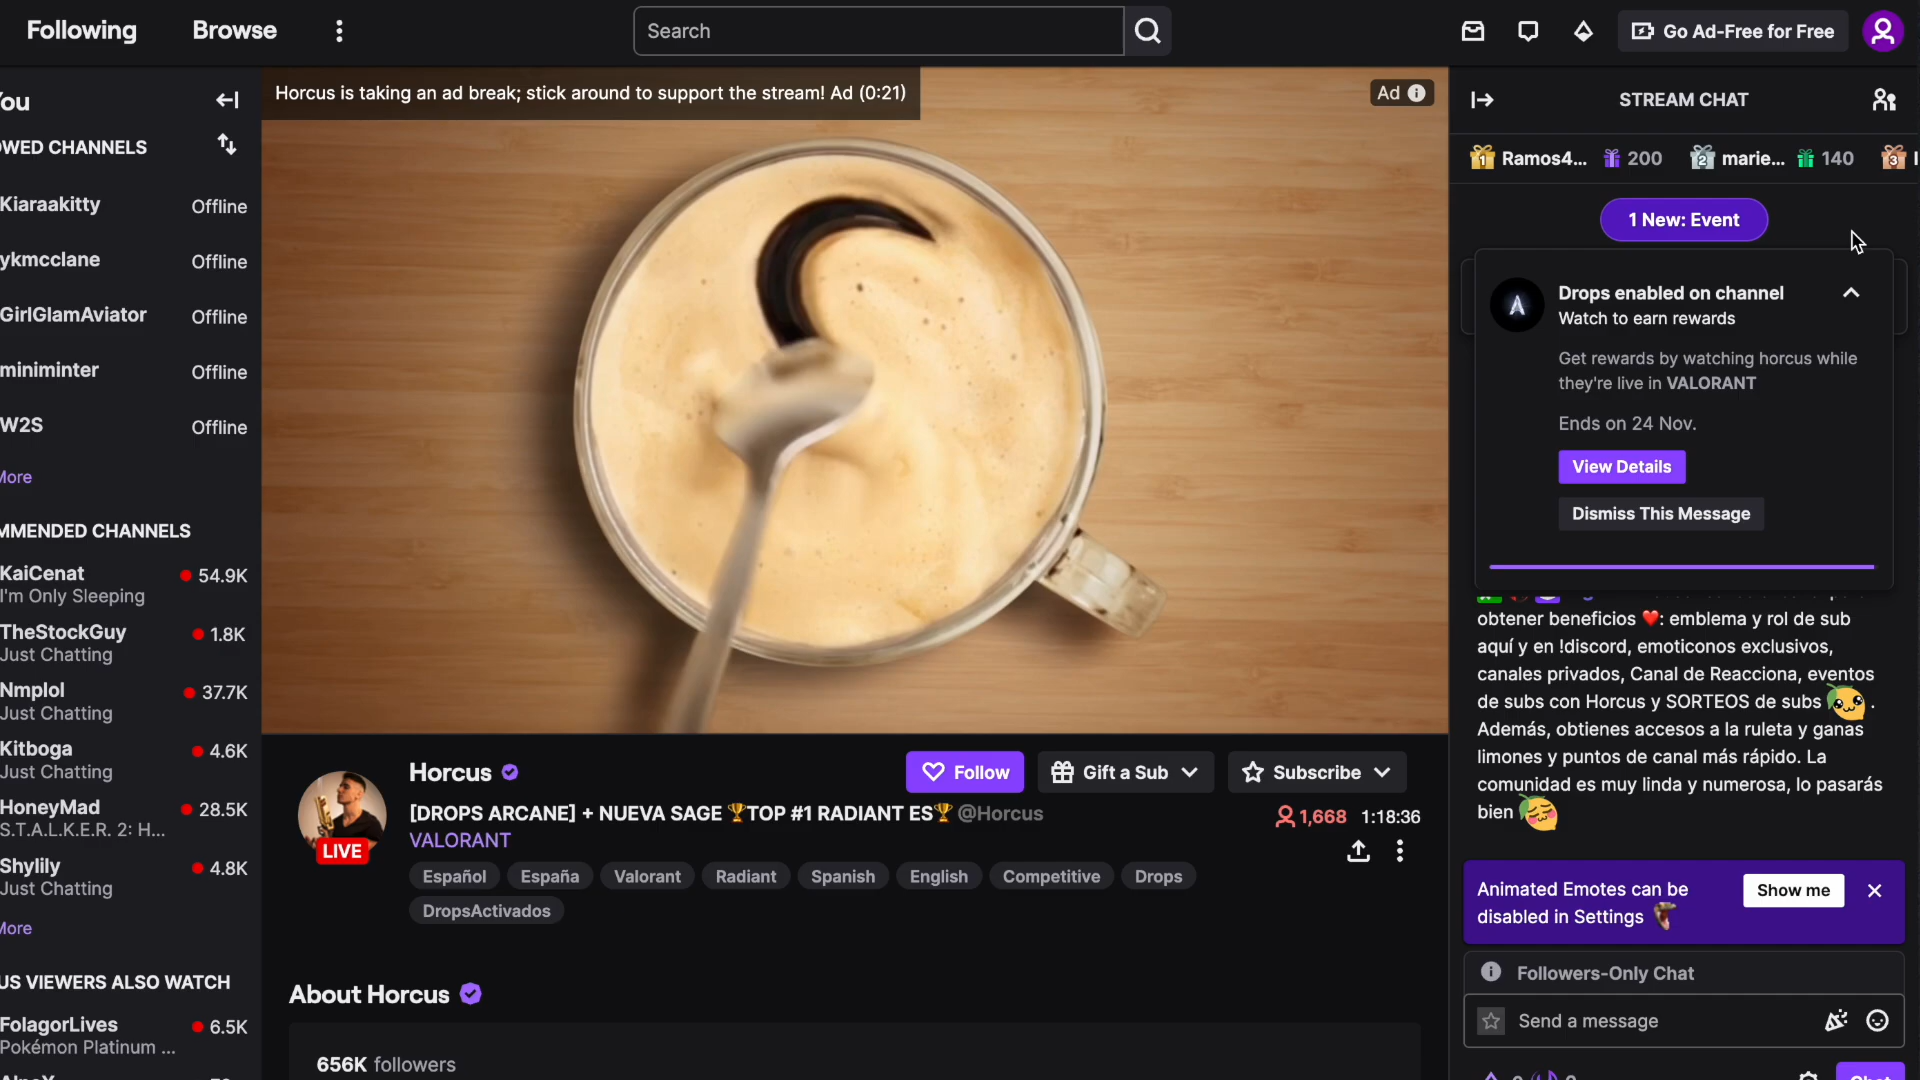 Following
Browse
Search
Go Ad-Free for Free
Horcus is taking an ad break; stick around to support the stream! Ad (0:21)
Ad
CHANNELS
Kiaraakitty Offline
ykmcclane Offline
GirlGlamAviator Offline
miniminter Offline
W2S Offline
CHANNELS
KaiCenat 54.9K
I'm Only Sleeping
TheStockGuy 1.8K
Just Chatting
Nmplol 37.7K
Just Chatting
Kitboga 4.6K
Just Chatting
HoneyMad 28.5K
S.T.A.L.K.E.R. 2: H...
Shylily 4.8K
Just Chatting
US VIEWERS ALSO WATCH
FolagorLives 6.5K
Pokémon Platinum ...
LIVE
Horcus
Follow
Gift a Sub
Subscribe
[DROPS ARCANE] + NUEVA SAGE 🏆TOP #1 RADIANT ES🏆 @Horcus
1,668 1:18:36
VALORANT
Español España Valorant Radiant Spanish English Competitive Drops
DropsActivados
About Horcus
656K followers
STREAM CHAT
1 Ramos4... 200 2 marie... 140 3
1 New: Event
Drops enabled on channel
Watch to earn rewards
Get rewards by watching horcus while
they're live in VALORANT
Ends on 24 Nov.
View Details
Dismiss This Message
obtener beneficios ❤️: emblema y rol de sub
aquí y en !discord, emoticonos exclusivos,
canales privados, Canal de Reacciona, eventos
de subs con Horcus y SORTEOS de subs .
Además, obtienes accesos a la ruleta y ganas
limones y puntos de canal más rápido. La
comunidad es muy linda y numerosa, lo pasarás
bien
Animated Emotes can be
disabled in Settings
Show me
Followers-Only Chat
Send a message